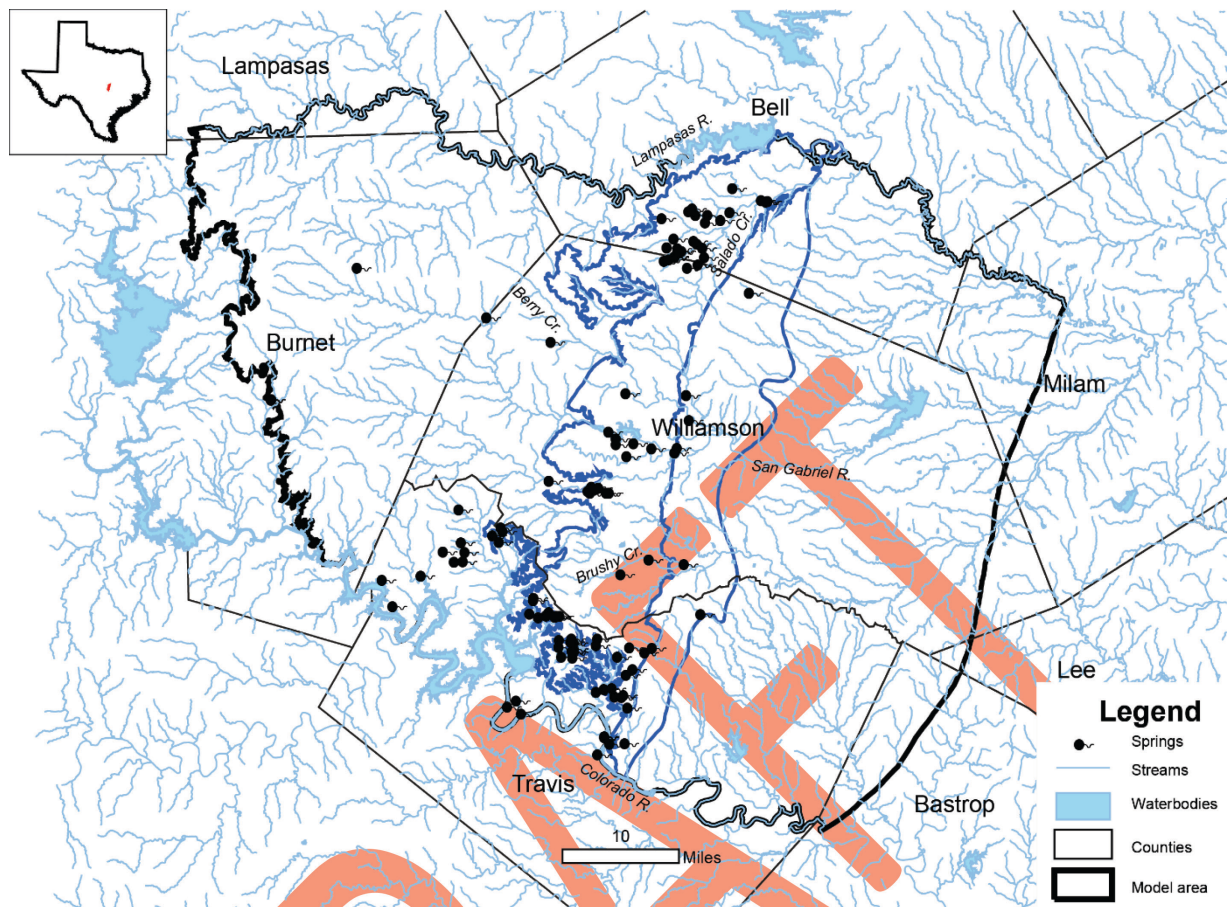 Lampasas
Bell
Lampasas R.
Salado Cr.
Berry Cr.
Burnet
Milam
Williamson
San Gabriel R.
Brushy Cr.
Lee
Travis
Colorado R.
Bastrop
10
Miles
Legend
Springs
Streams
Waterbodies
Counties
Model area